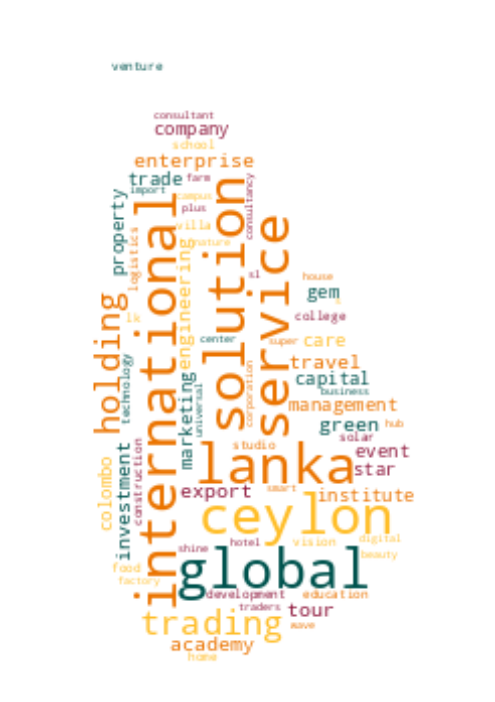 venture
consultant
company
school
enterprise
trade
farm
import
campus
plus
property
consultancy
villa
nature
logistics
international
solution
service
engineering
sl
house
gem
holding
lk
college
center
super
care
technology
travel
capital
business
marketing
universal
corporation
management
green
hub
solar
studio
event
star
lanka
investment
construction
colombo
export
smart
institute
ceylon
shine
hotel
vision
digital
beauty
global
food
factory
development
education
traders
tour
trading
wave
academy
home